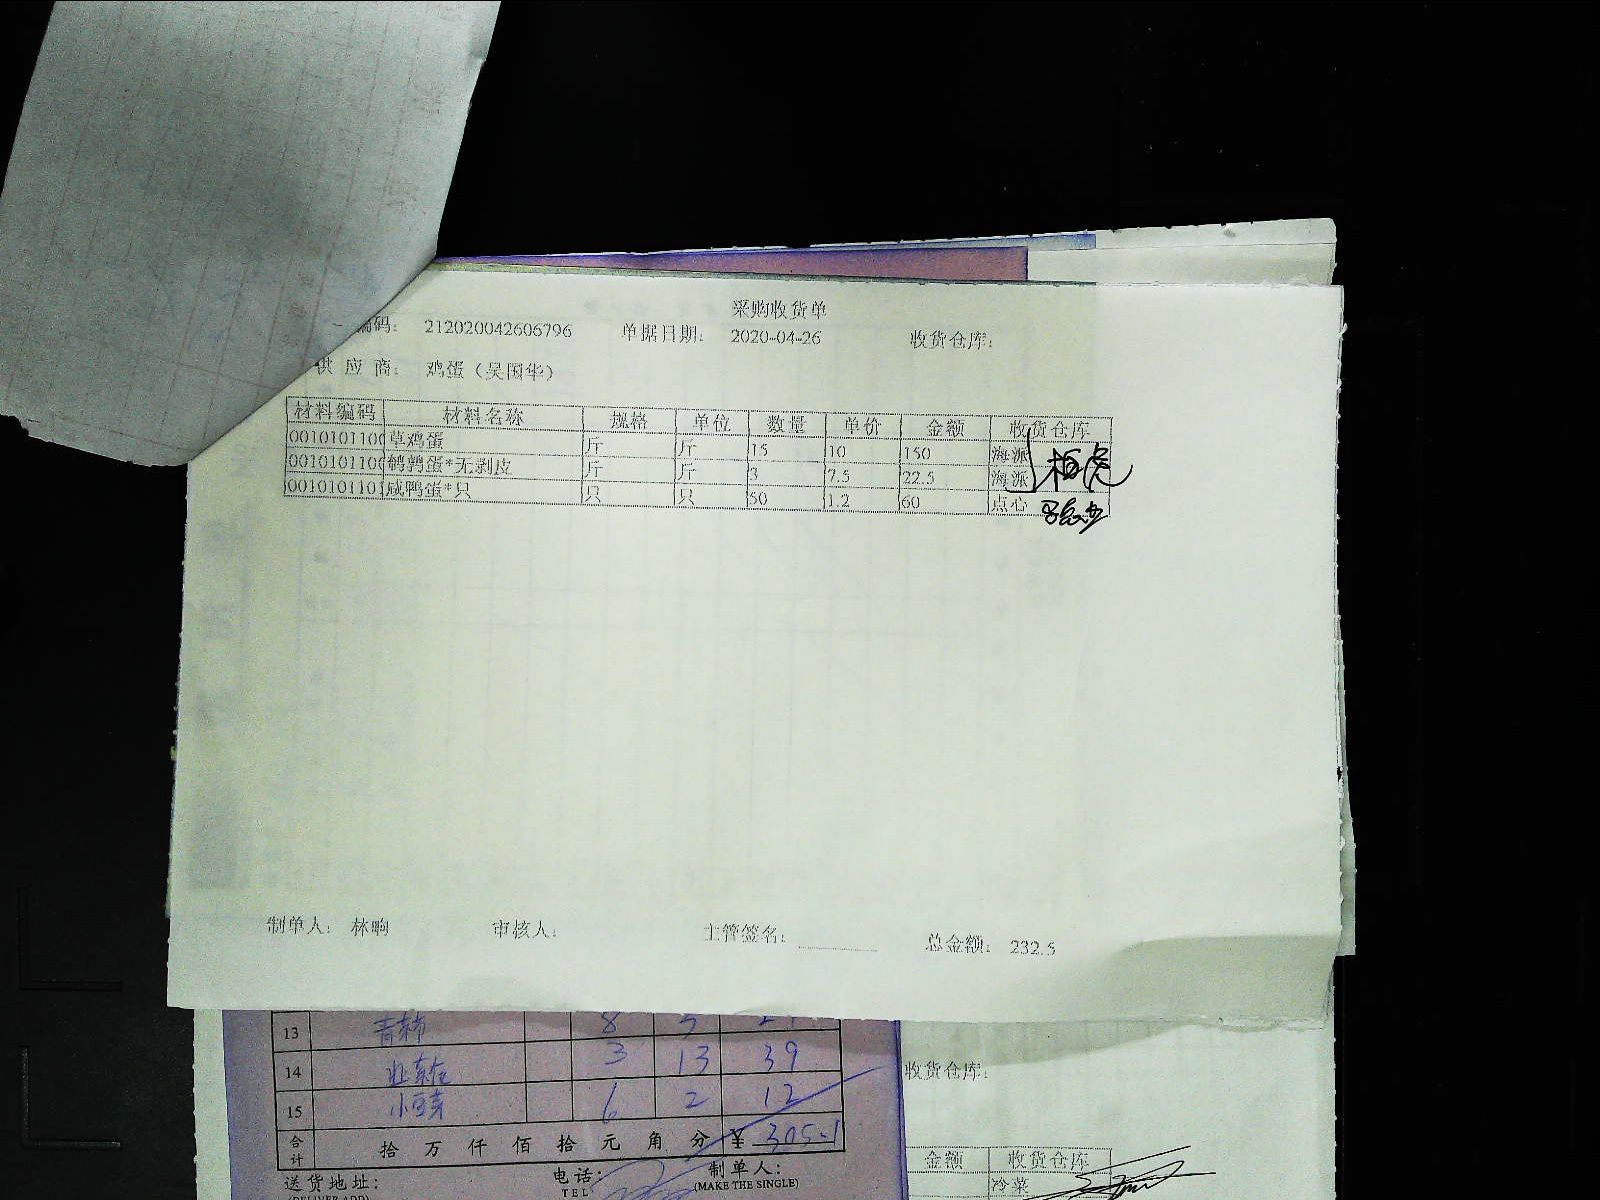 采购收货单
编码： 212020042606796 单据日期： 2020-04-26 收货仓库：
供 应 商： 鸡蛋（吴国华）
材料编码 材料名称 规格 单位 数量 单价 金额 收货仓库
0010101100 草鸡蛋 斤 斤 15 10 150 海派
0010101100 鹌鹑蛋*无剥皮 斤 斤 3 7.5 22.5 海派
0010101101 咸鸭蛋*只 只 只 50 1.2 60 点心
制单人： 林昫 审核人： 主管签名： 总金额： 232.5
13 8
14 3 13 39
15 小豆芽 6 2 12
合计 拾 万 仟 佰 拾 元 角 分 ¥ 305.1
送货地址： 电话： 制单人：
(DELIVER ADD) TEL (MAKE THE SINGLE)
收货仓库：
金额 收货仓库
冷菜